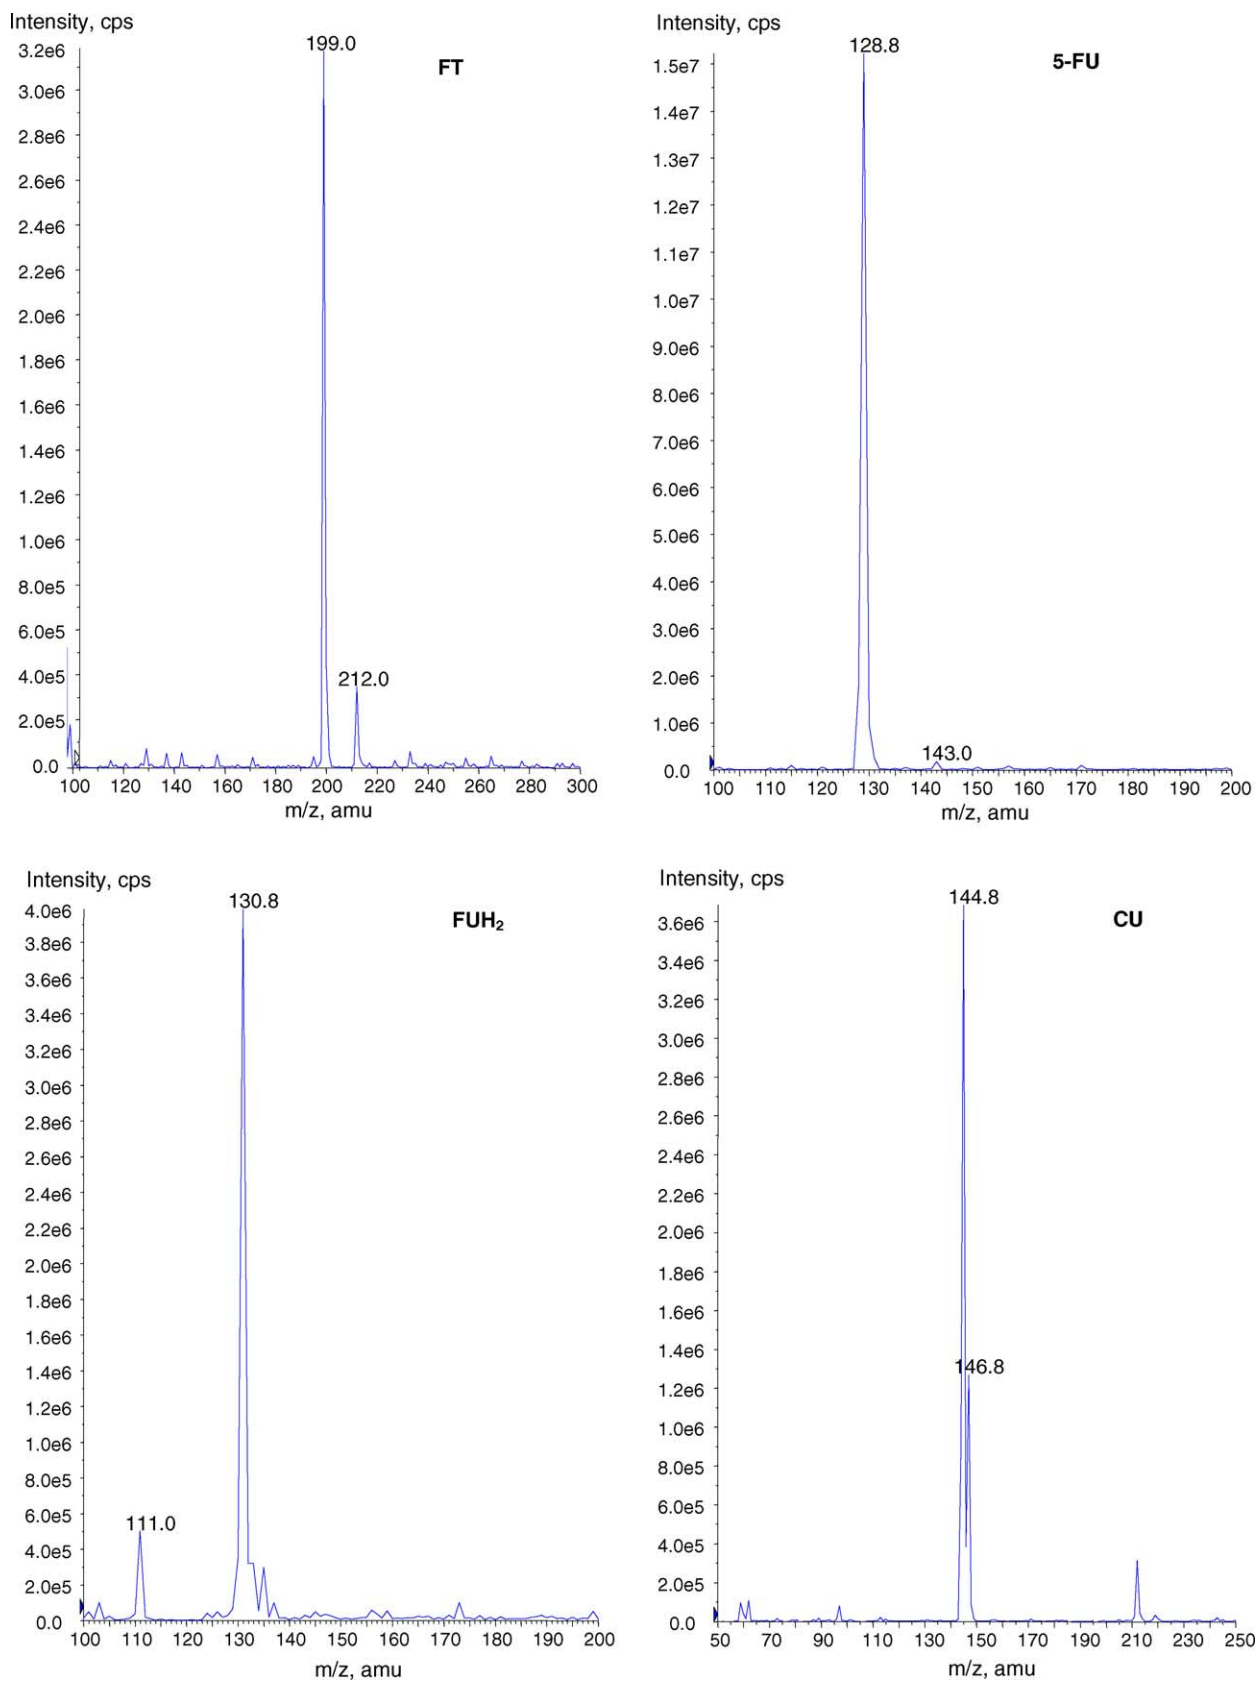 Intensity, cps
199.0
FT
3.2e6
3.0e6
2.8e6
2.6e6
2.4e6
2.2e6
2.0e6
1.8e6
1.6e6
1.4e6
1.2e6
1.0e6
8.0e5
6.0e5
4.0e5
212.0
2.0e5
0.0
100 120 140 160 180 200 220 240 260 280 300
m/z, amu
Intensity, cps
128.8
5-FU
1.5e7
1.4e7
1.3e7
1.2e7
1.1e7
1.0e7
9.0e6
8.0e6
7.0e6
6.0e6
5.0e6
4.0e6
3.0e6
2.0e6
1.0e6
143.0
0.0
100 110 120 130 140 150 160 170 180 190 200
m/z, amu
Intensity, cps
130.8
FUH₂
4.0e6
3.8e6
3.6e6
3.4e6
3.2e6
3.0e6
2.8e6
2.6e6
2.4e6
2.2e6
2.0e6
1.8e6
1.6e6
1.4e6
1.2e6
1.0e6
8.0e5
6.0e5
111.0
4.0e5
2.0e5
0.0
100 110 120 130 140 150 160 170 180 190 200
m/z, amu
Intensity, cps
144.8
CU
3.6e6
3.4e6
3.2e6
3.0e6
2.8e6
2.6e6
2.4e6
2.2e6
2.0e6
1.8e6
1.6e6
1.4e6
146.8
1.2e6
1.0e6
8.0e5
6.0e5
4.0e5
2.0e5
0.0
50 70 90 110 130 150 170 190 210 230 250
m/z, amu